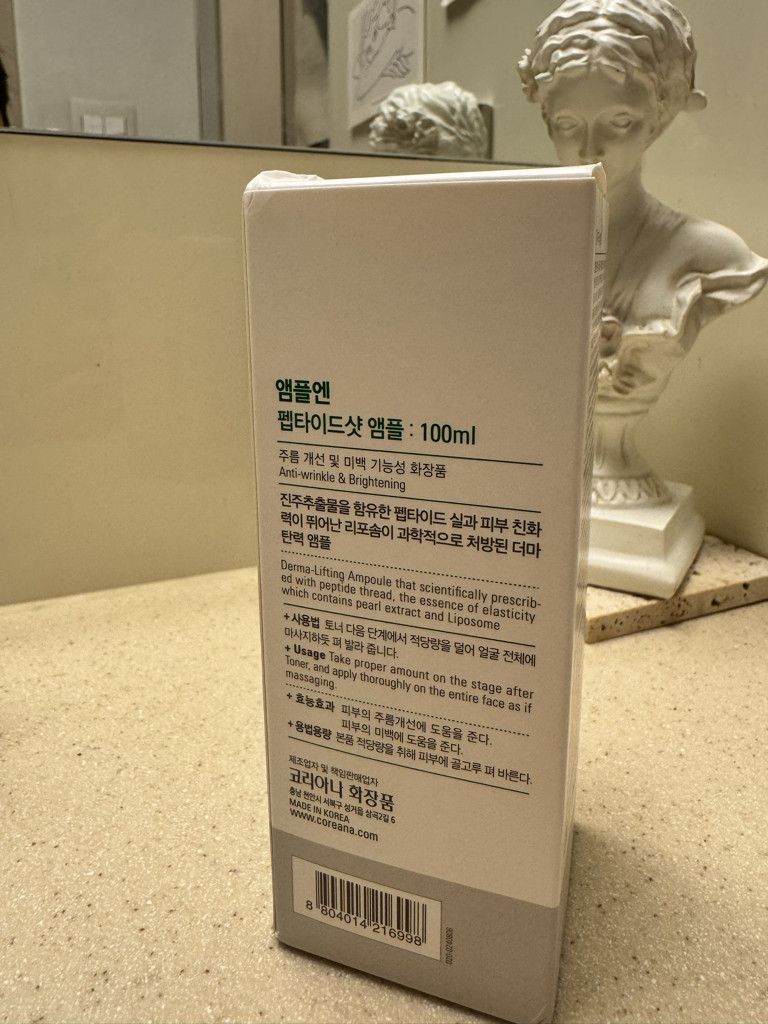 앰플엔
펩타이드샷 앰플 : 100ml
주름 개선 및 미백 기능성 화장품
Anti-wrinkle & Brightening
진주추출물을 함유한 펩타이드 실과 피부 친화
력이 뛰어난 리포솜이 과학적으로 처방된 더마
탄력 앰플
Derma-Lifting Ampoule that scientifically prescrib-
ed with peptide thread, the essence of elasticity
which contains pearl extract and Liposome
+ 사용법 토너 다음 단계에서 적당량을 덜어 얼굴 전체에
마사지하듯 펴 발라 줍니다.
+ Usage Take proper amount on the stage after
Toner, and apply thoroughly on the entire face as if
massaging.
+ 효능효과 피부의 주름개선에 도움을 준다.
피부의 미백에 도움을 준다.
+ 용법용량 본품 적당량을 취해 피부에 골고루 펴 바른다.
제조업자 및 책임판매업자
코리아나 화장품
충남 천안시 서북구 성거읍 삼곡2길 6
MADE IN KOREA
www.coreana.com
8 804014 216998